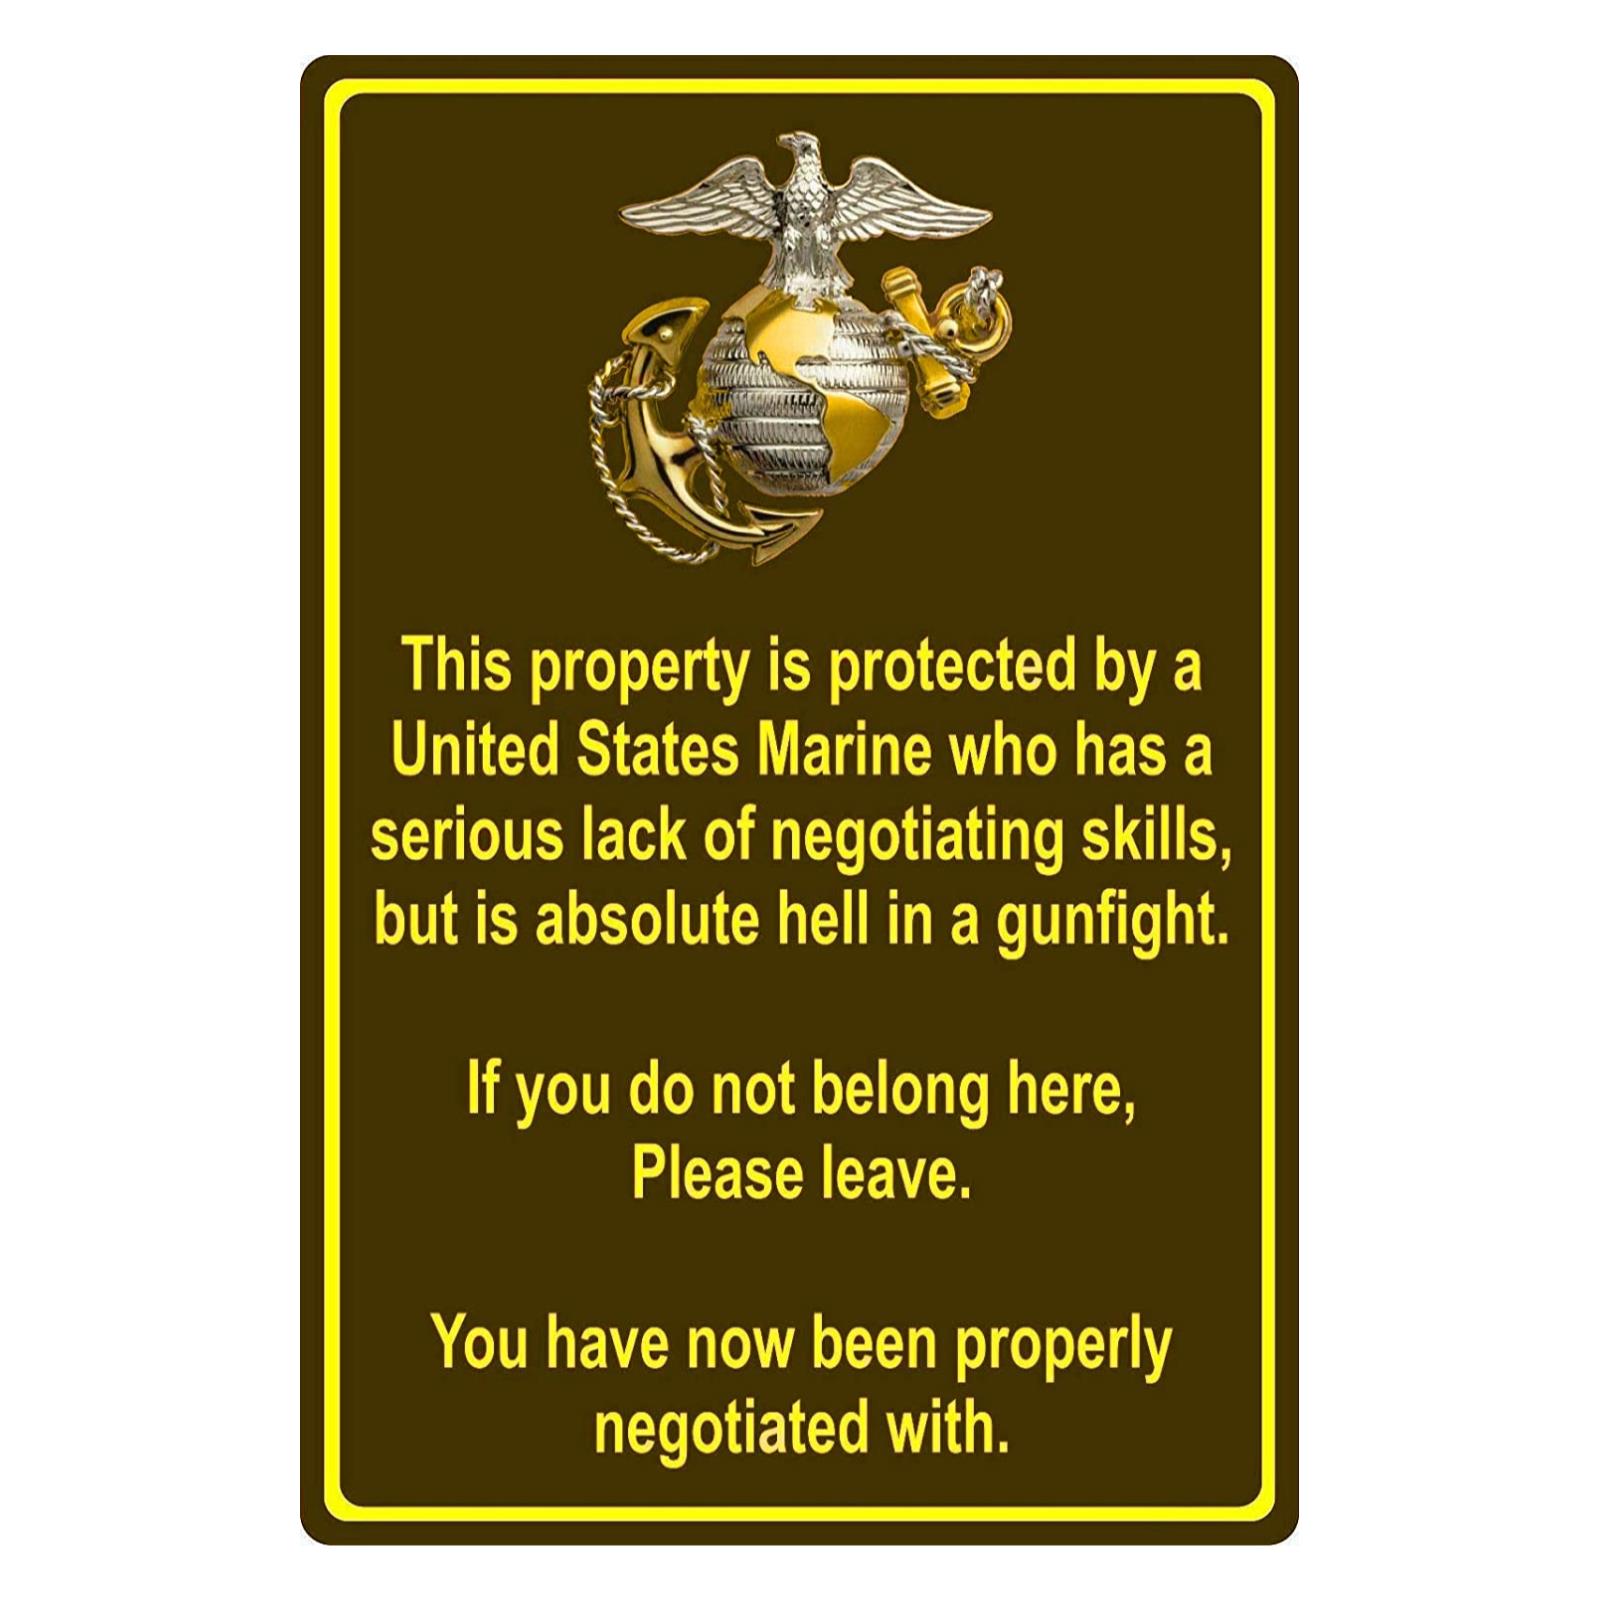 This property is protected by a
United States Marine who has a
serious lack of negotiating skills,
but is absolute hell in a gunfight.
If you do not belong here,
Please leave.
You have now been properly
negotiated with.